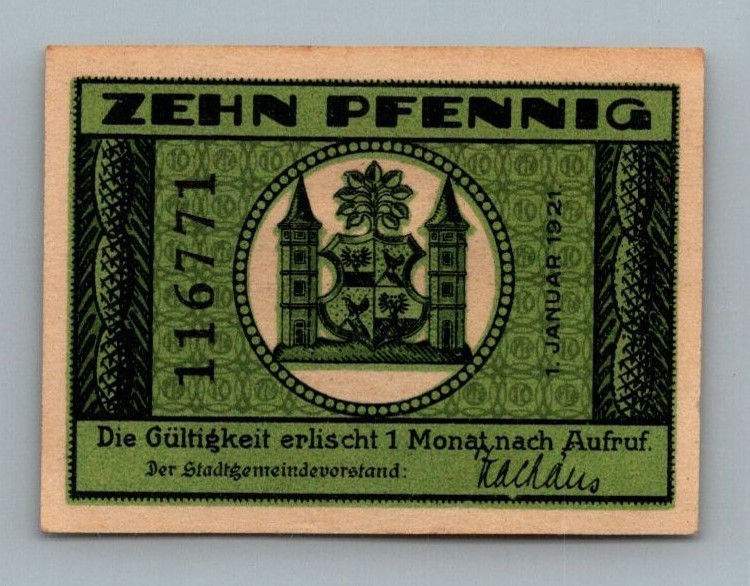 ZEHN PFENNIG
116771
1. JANUAR 1921.
Die Gültigkeit erlischt 1 Monat nach Aufruf.
Der Stadtgemeindevorstand: